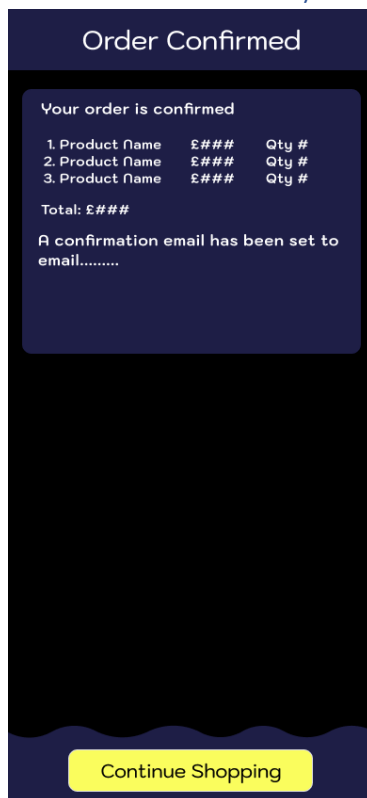 Order Confirmed
Your order is confirmed
1. Product Name £### Qty #
2. Product Name £### Qty #
3. Product Name £### Qty #
Total: £###
A confirmation email has been set to
email.........
Continue Shopping